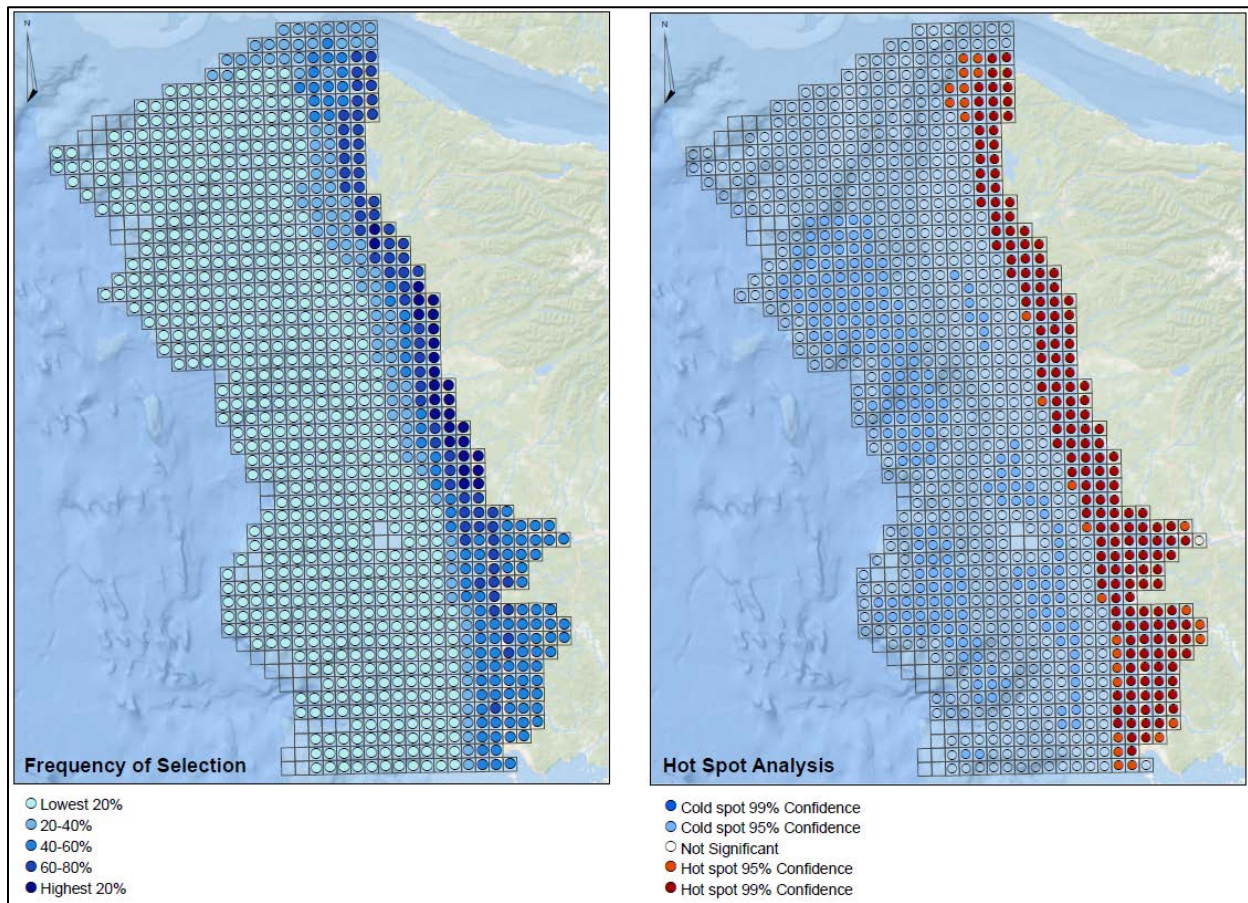 N
N
Frequency of Selection
Hot Spot Analysis
Lowest 20%
20-40%
40-60%
60-80%
Highest 20%
Cold spot 99% Confidence
Cold spot 95% Confidence
Not Significant
Hot spot 95% Confidence
Hot spot 99% Confidence